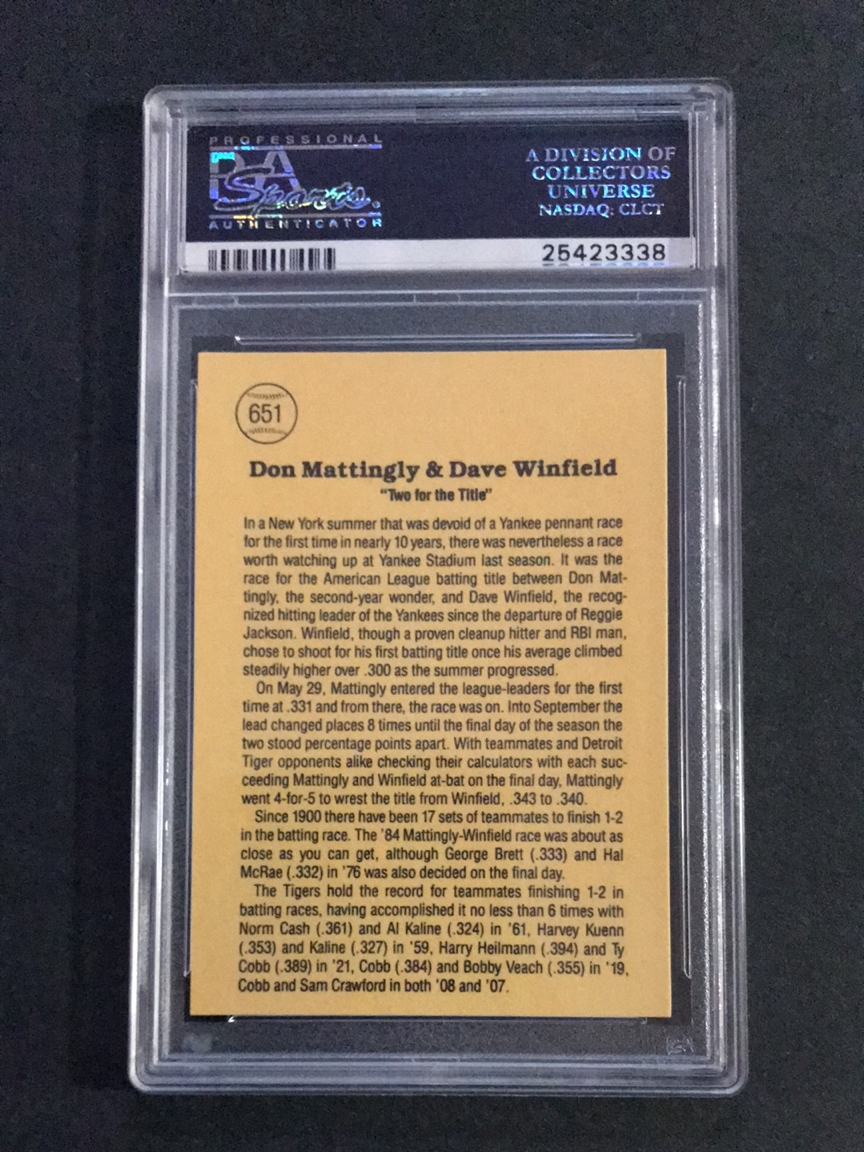 PROFESSIONAL
PSA
Sports
AUTHENTICATOR
A DIVISION OF
COLLECTORS
UNIVERSE
NASDAQ: CLCT
25423338
651
Don Mattingly & Dave Winfield
"Two for the Title"
In a New York summer that was devoid of a Yankee pennant race
for the first time in nearly 10 years, there was nevertheless a race
worth watching up at Yankee Stadium last season. It was the
race for the American League batting title between Don Mat-
tingly, the second-year wonder, and Dave Winfield, the recog-
nized hitting leader of the Yankees since the departure of Reggie
Jackson. Winfield, though a proven cleanup hitter and RBI man,
chose to shoot for his first batting title once his average climbed
steadily higher over .300 as the summer progressed.
On May 29, Mattingly entered the league-leaders for the first
time at .331 and from there, the race was on. Into September the
lead changed places 8 times until the final day of the season the
two stood percentage points apart. With teammates and Detroit
Tiger opponents alike checking their calculators with each suc-
ceeding Mattingly and Winfield at-bat on the final day, Mattingly
went 4-for-5 to wrest the title from Winfield, .343 to .340.
Since 1900 there have been 17 sets of teammates to finish 1-2
in the batting race. The '84 Mattingly-Winfield race was about as
close as you can get, although George Brett (.333) and Hal
McRae (.332) in '76 was also decided on the final day.
The Tigers hold the record for teammates finishing 1-2 in
batting races, having accomplished it no less than 6 times with
Norm Cash (.361) and Al Kaline (.324) in '61, Harvey Kuenn
(.353) and Kaline (.327) in '59, Harry Heilmann (.394) and Ty
Cobb (.389) in '21, Cobb (.384) and Bobby Veach (.355) in '19,
Cobb and Sam Crawford in both '08 and '07.